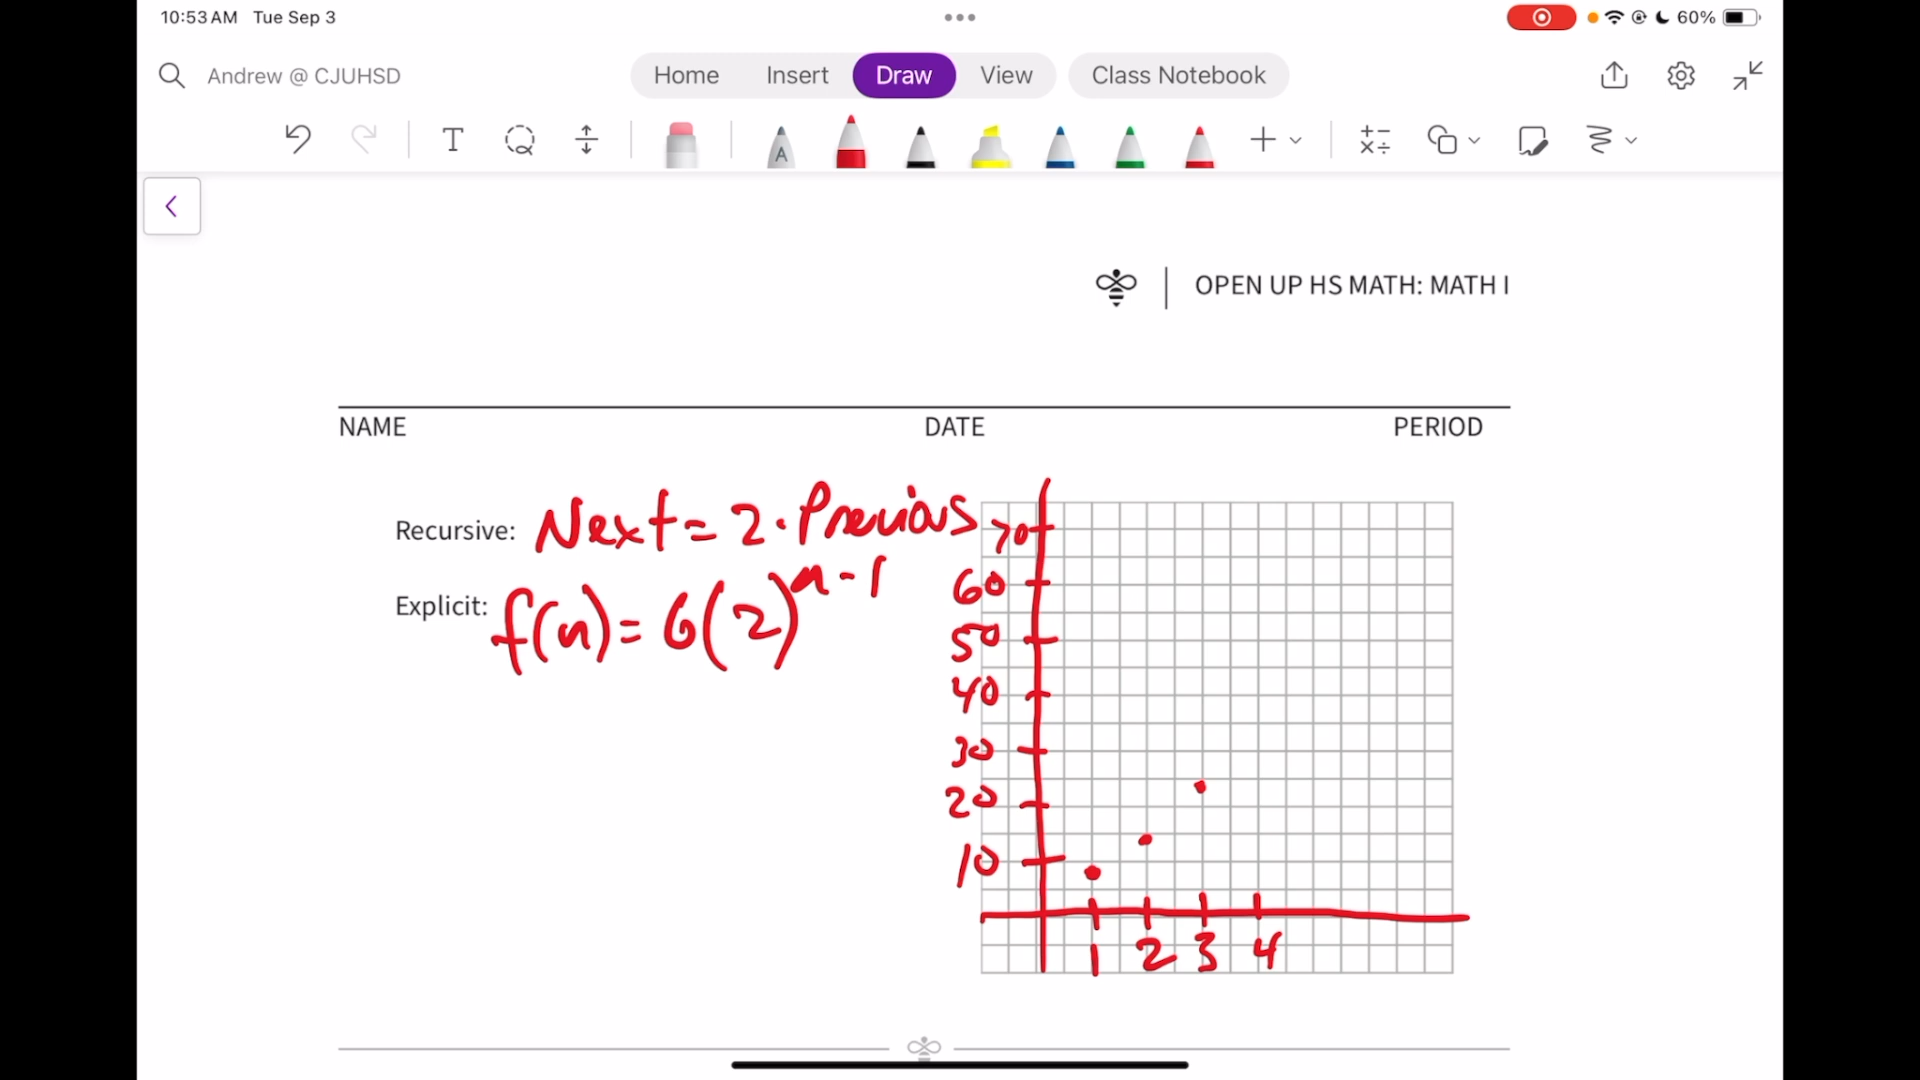 10:53 AM Tue Sep 3
60%
Andrew @ CJUHSD
Home Insert Draw View Class Notebook
T
A
OPEN UP HS MATH: MATH I
NAME DATE PERIOD
Recursive: Next = 2 · Previous
Explicit: f(n) = 6(2)^{n-1}
70
60
50
40
30
20
10
1 2 3 4